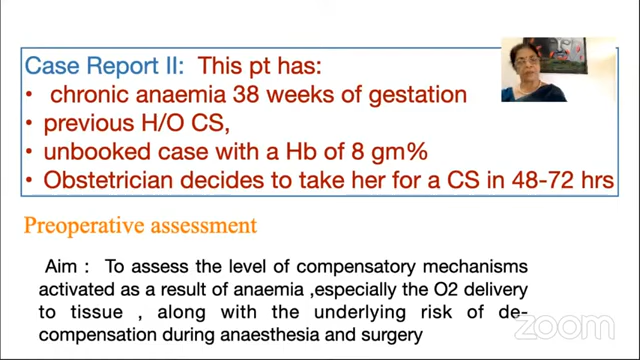 Case Report II: This pt has:
• chronic anaemia 38 weeks of gestation
• previous H/O CS,
• unbooked case with a Hb of 8 gm%
• Obstetrician decides to take her for a CS in 48-72 hrs
Preoperative assessment
Aim : To assess the level of compensatory mechanisms
activated as a result of anaemia ,especially the O2 delivery
to tissue , along with the underlying risk of de-
compensation during anaesthesia and surgery
zoom